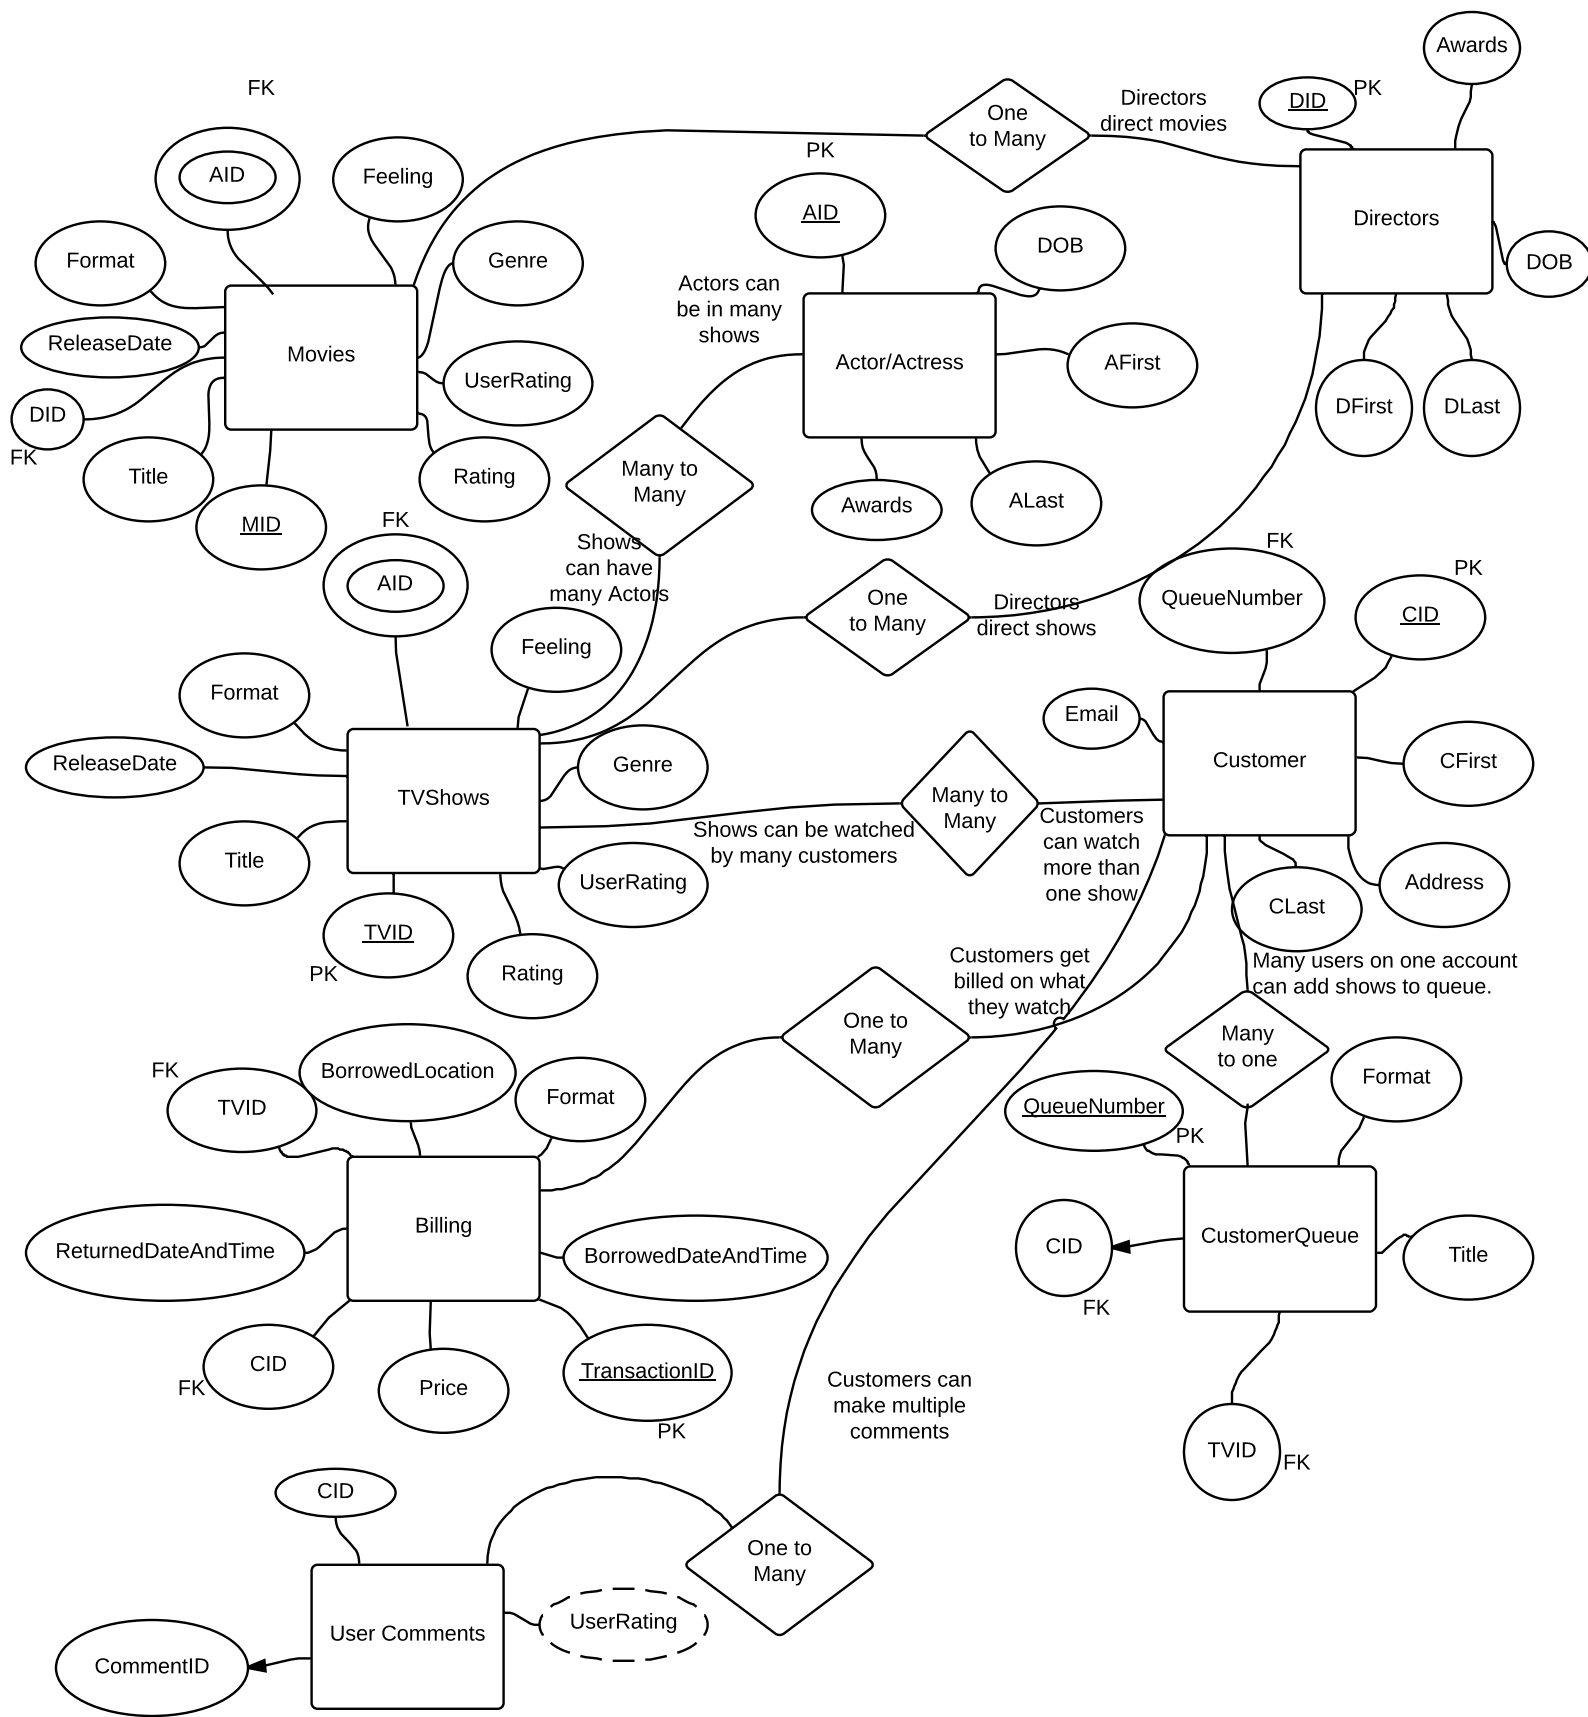 Awards
FK
DID
PK
One
to Many
Directors
direct movies
PK
AID
Feeling
AID
Directors
DOB
DOB
Format
Genre
Actors can
be in many
shows
ReleaseDate
Movies
Actor/Actress
AFirst
UserRating
DID
FK
DFirst
DLast
Title
Rating
MID
Many to
Many
Awards
ALast
FK
Shows
can have
many Actors
AID
One
to Many
Directors
direct shows
FK
QueueNumber
PK
CID
Feeling
Format
Email
ReleaseDate
Genre
TVShows
Customer
CFirst
Many to
Many
Shows can be watched
by many customers
Customers
can watch
more than
one show
Title
UserRating
Address
CLast
TVID
PK
Rating
Customers get
billed on what
they watch
Many users on one account
can add shows to queue.
One to
Many
Many
to one
FK
TVID
BorrowedLocation
Format
Format
QueueNumber
PK
Billing
CustomerQueue
ReturnedDateAndTime
BorrowedDateAndTime
CID
FK
Title
CID
FK
Price
TransactionID
PK
Customers can
make multiple
comments
TVID
FK
CID
One to
Many
User Comments
UserRating
CommentID